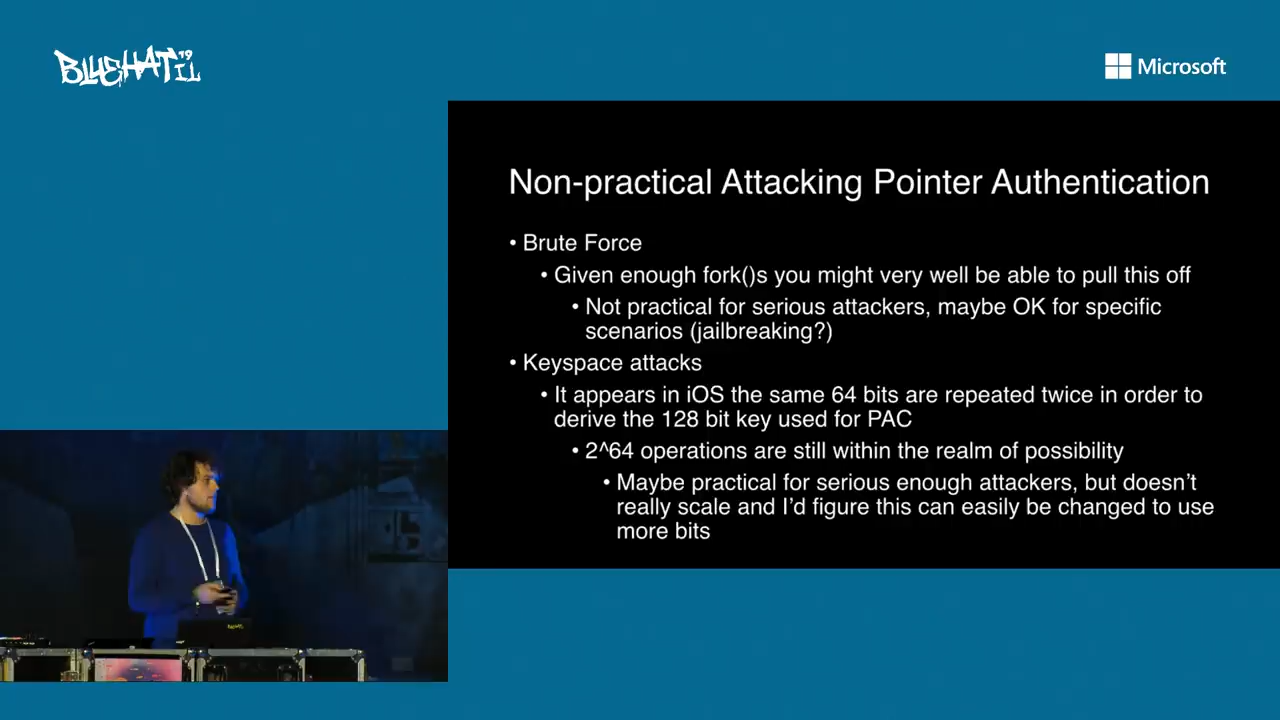 BLUEHAT IL 19
Microsoft
Non-practical Attacking Pointer Authentication
• Brute Force
• Given enough fork()s you might very well be able to pull this off
• Not practical for serious attackers, maybe OK for specific
scenarios (jailbreaking?)
• Keyspace attacks
• It appears in iOS the same 64 bits are repeated twice in order to
derive the 128 bit key used for PAC
• 2^64 operations are still within the realm of possibility
• Maybe practical for serious enough attackers, but doesn't
really scale and I'd figure this can easily be changed to use
more bits